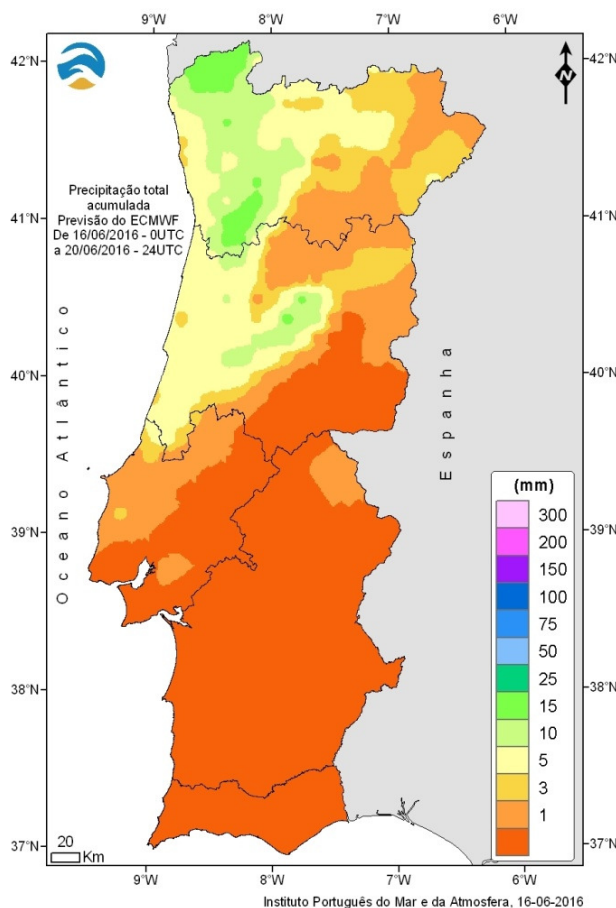 9°W
8°W
7°W
6°W
42°N
42°N
N
Precipitação total
acumulada
Previsão do ECMWF
De 16/06/2016 - 0UTC
a 20/06/2016 - 24UTC
41°N
41°N
40°N
40°N
Oceano Atlântico
Espanha
(mm)
300
200
150
100
75
50
25
15
10
5
3
1
39°N
39°N
38°N
38°N
37°N
37°N
20
Km
9°W
8°W
7°W
6°W
Instituto Português do Mar e da Atmosfera, 16-06-2016